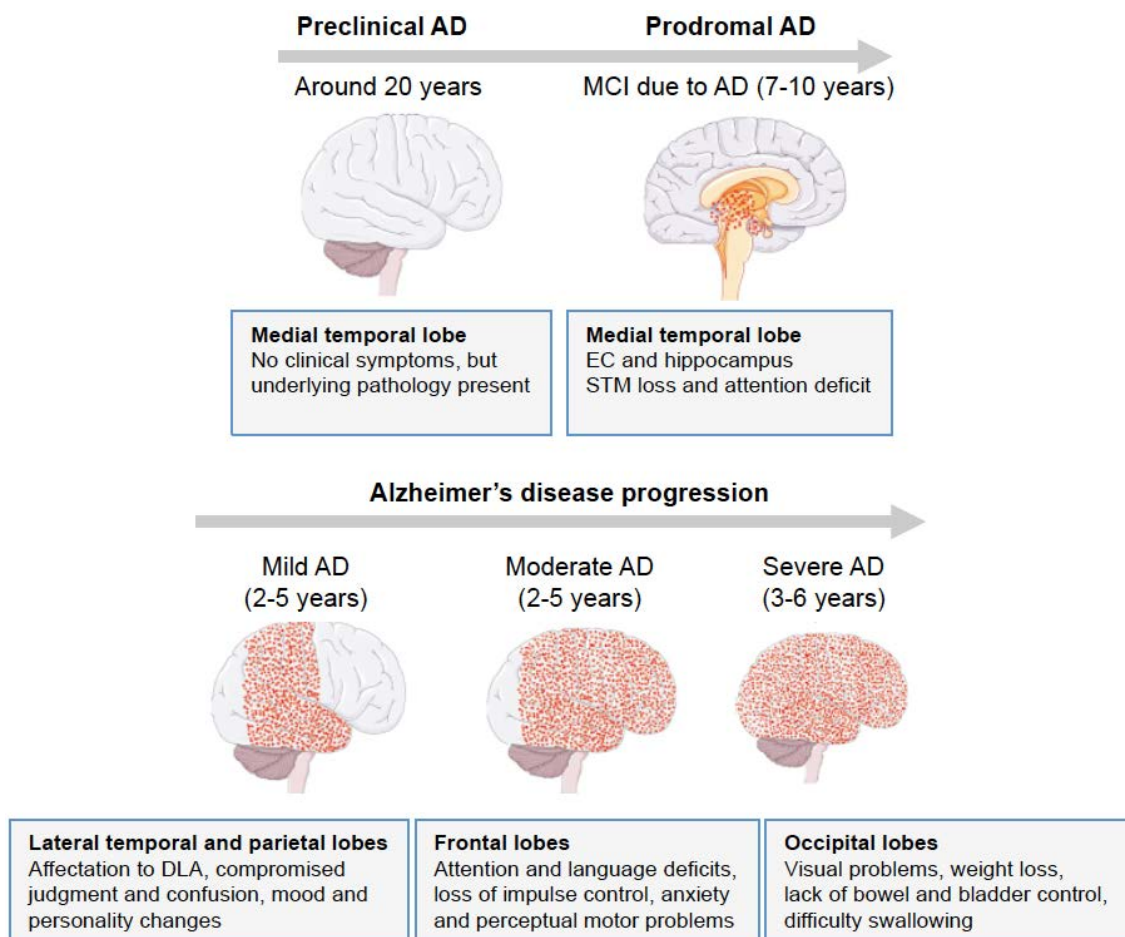 Preclinical AD
Prodromal AD
Around 20 years
MCI due to AD (7-10 years)
Medial temporal lobe
No clinical symptoms, but
underlying pathology present
Medial temporal lobe
EC and hippocampus
STM loss and attention deficit
Alzheimer's disease progression
Mild AD
(2-5 years)
Moderate AD
(2-5 years)
Severe AD
(3-6 years)
Lateral temporal and parietal lobes
Affectation to DLA, compromised
judgment and confusion, mood and
personality changes
Frontal lobes
Attention and language deficits,
loss of impulse control, anxiety
and perceptual motor problems
Occipital lobes
Visual problems, weight loss,
lack of bowel and bladder control,
difficulty swallowing